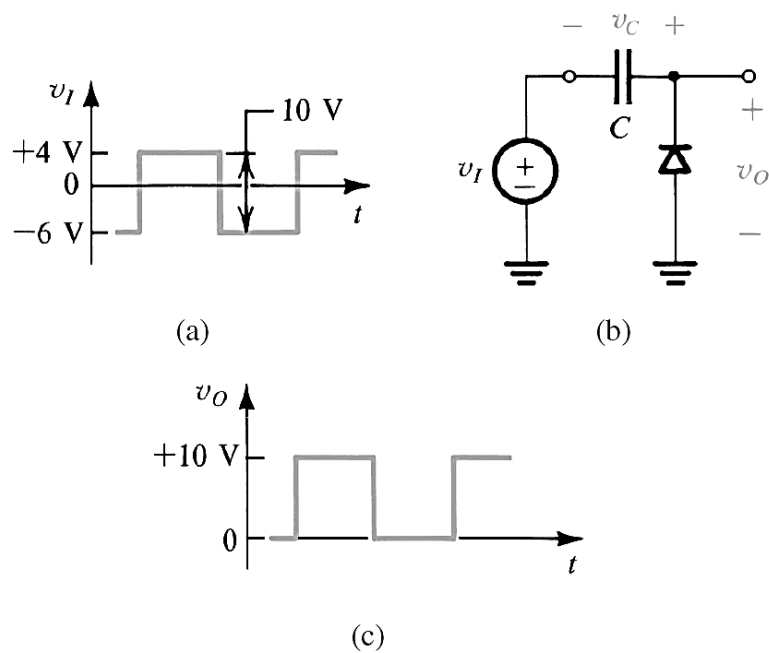 v_I
10 V
+4 V
0
−6 V
t
(a)
− v_C +
C
v_I
+
−
+
v_O
−
(b)
v_O
+10 V
0
t
(c)